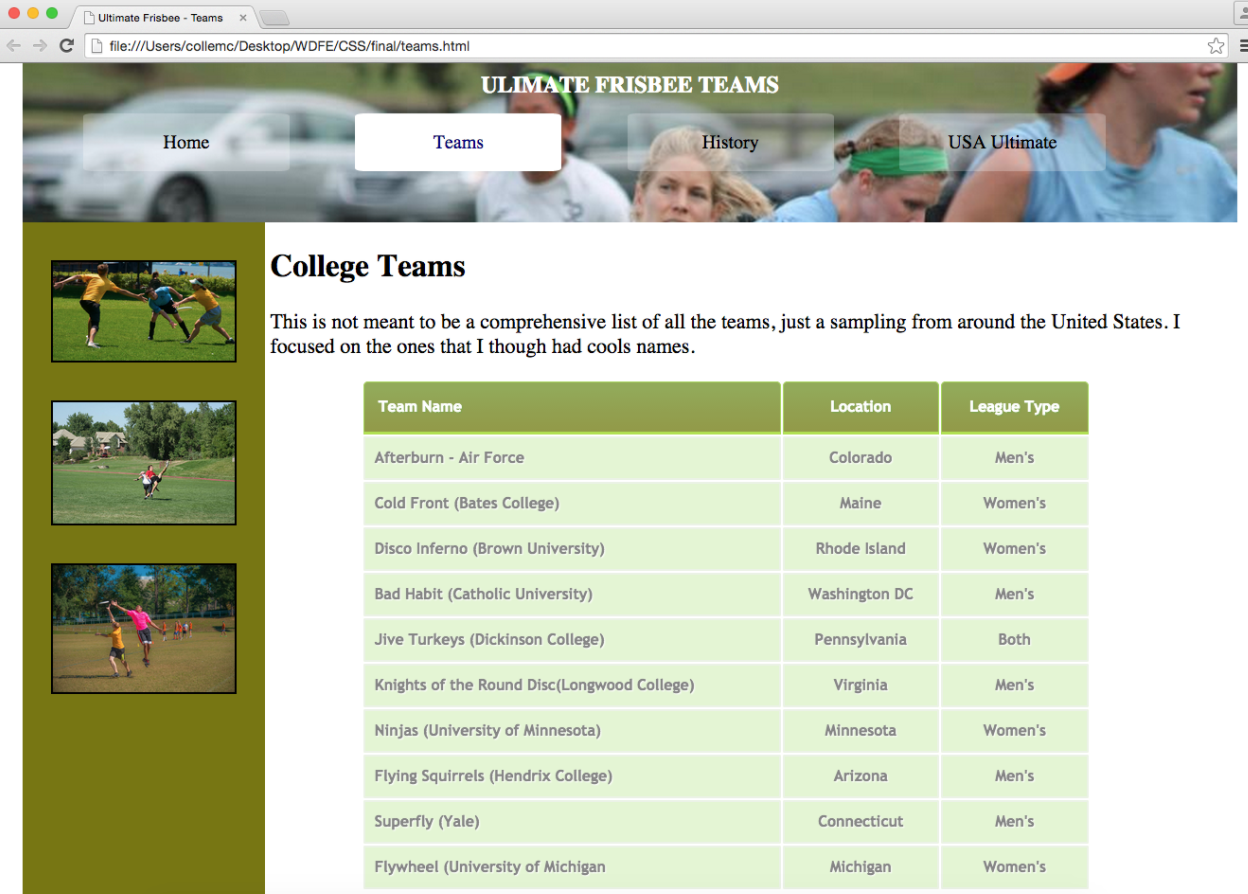 Ultimate Frisbee - Teams
file:///Users/collemc/Desktop/WDFE/CSS/final/teams.html
ULIMATE FRISBEE TEAMS
Home Teams History USA Ultimate
College Teams
This is not meant to be a comprehensive list of all the teams, just a sampling from around the United States. I
focused on the ones that I though had cools names.
Team Name Location League Type
Afterburn - Air Force Colorado Men's
Cold Front (Bates College) Maine Women's
Disco Inferno (Brown University) Rhode Island Women's
Bad Habit (Catholic University) Washington DC Men's
Jive Turkeys (Dickinson College) Pennsylvania Both
Knights of the Round Disc(Longwood College) Virginia Men's
Ninjas (University of Minnesota) Minnesota Women's
Flying Squirrels (Hendrix College) Arizona Men's
Superfly (Yale) Connecticut Men's
Flywheel (University of Michigan Michigan Women's